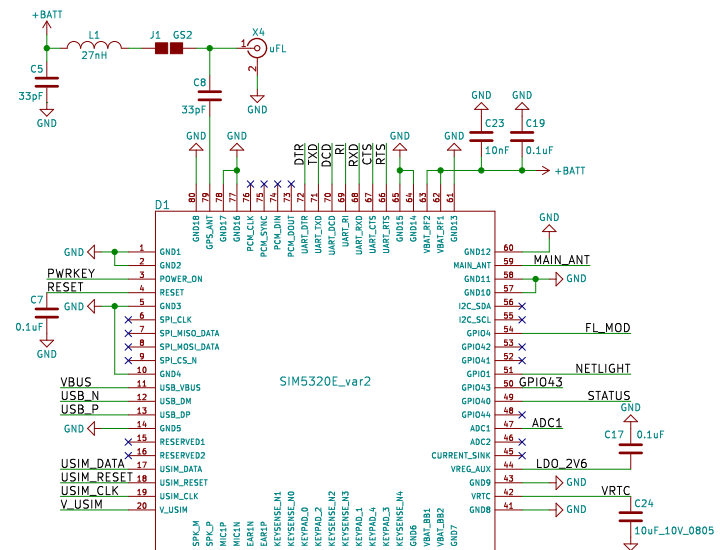 +BATT
L1
27nH
J1 GS2
X4
uFL
1
2
C5
33pF
GND
C8
33pF
GND
GND
GND
DTR
TXD
DCD
RI
RXD
CTS
RTS
GND
GND
C23
10nF
GND
C19
0.1uF
GND
+BATT
80 79 78 77 76 75 74 73 72 71 70 69 68 67 66 65 64 63 62 61
D1
GND18
GPS_ANT
GND17
GND16
PCM_CLK
PCM_SYNC
PCM_DIN
PCM_DOUT
UART_DTR
UART_TXD
UART_DCD
UART_RI
UART_RXD
UART_CTS
UART_RTS
GND15
GND14
VBAT_RF2
VBAT_RF1
GND13
GND 1 GND1
2 GND2
PWRKEY 3 POWER_ON
RESET 4 RESET
C7
0.1uF
GND
GND 5 GND3
6 SPI_CLK
7 SPI_MISO_DATA
8 SPI_MOSI_DATA
9 SPI_CS_N
10 GND4
VBUS 11 USB_VBUS
USB_N 12 USB_DM
USB_P 13 USB_DP
GND 14 GND5
15 RESERVED1
16 RESERVED2
USIM_DATA 17 USIM_DATA
USIM_RESET 18 USIM_RESET
USIM_CLK 19 USIM_CLK
V_USIM 20 V_USIM
SIM5320E_var2
GND
GND12 60
MAIN_ANT 59 MAIN_ANT
GND11 58 GND
GND10 57
I2C_SDA 56
I2C_SCL 55
GPIO4 54 FL_MOD
GPIO42 53
GPIO41 52
GPIO1 51 NETLIGHT
GPIO43 50 GPIO43
GPIO40 49 STATUS
GPIO44 48
ADC1 47 ADC1
ADC2 46
CURRENT_SINK 45
VREG_AUX 44 LDO_2V6
GND9 43 GND
VRTC 42 VRTC
GND8 41 GND
GND
C17 0.1uF
C24
10uF_10V_0805
SPK_M
SPK_P
MIC1P
MIC1N
EAR1N
EAR1P
KEYSENSE_N1
KEYSENSE_N0
KEYPAD_0
KEYPAD_2
KEYSENSE_N2
KEYSENSE_N3
KEYPAD_1
KEYPAD_4
KEYPAD_3
KEYSENSE_N4
GND6
VBAT_BB1
VBAT_BB2
GND7